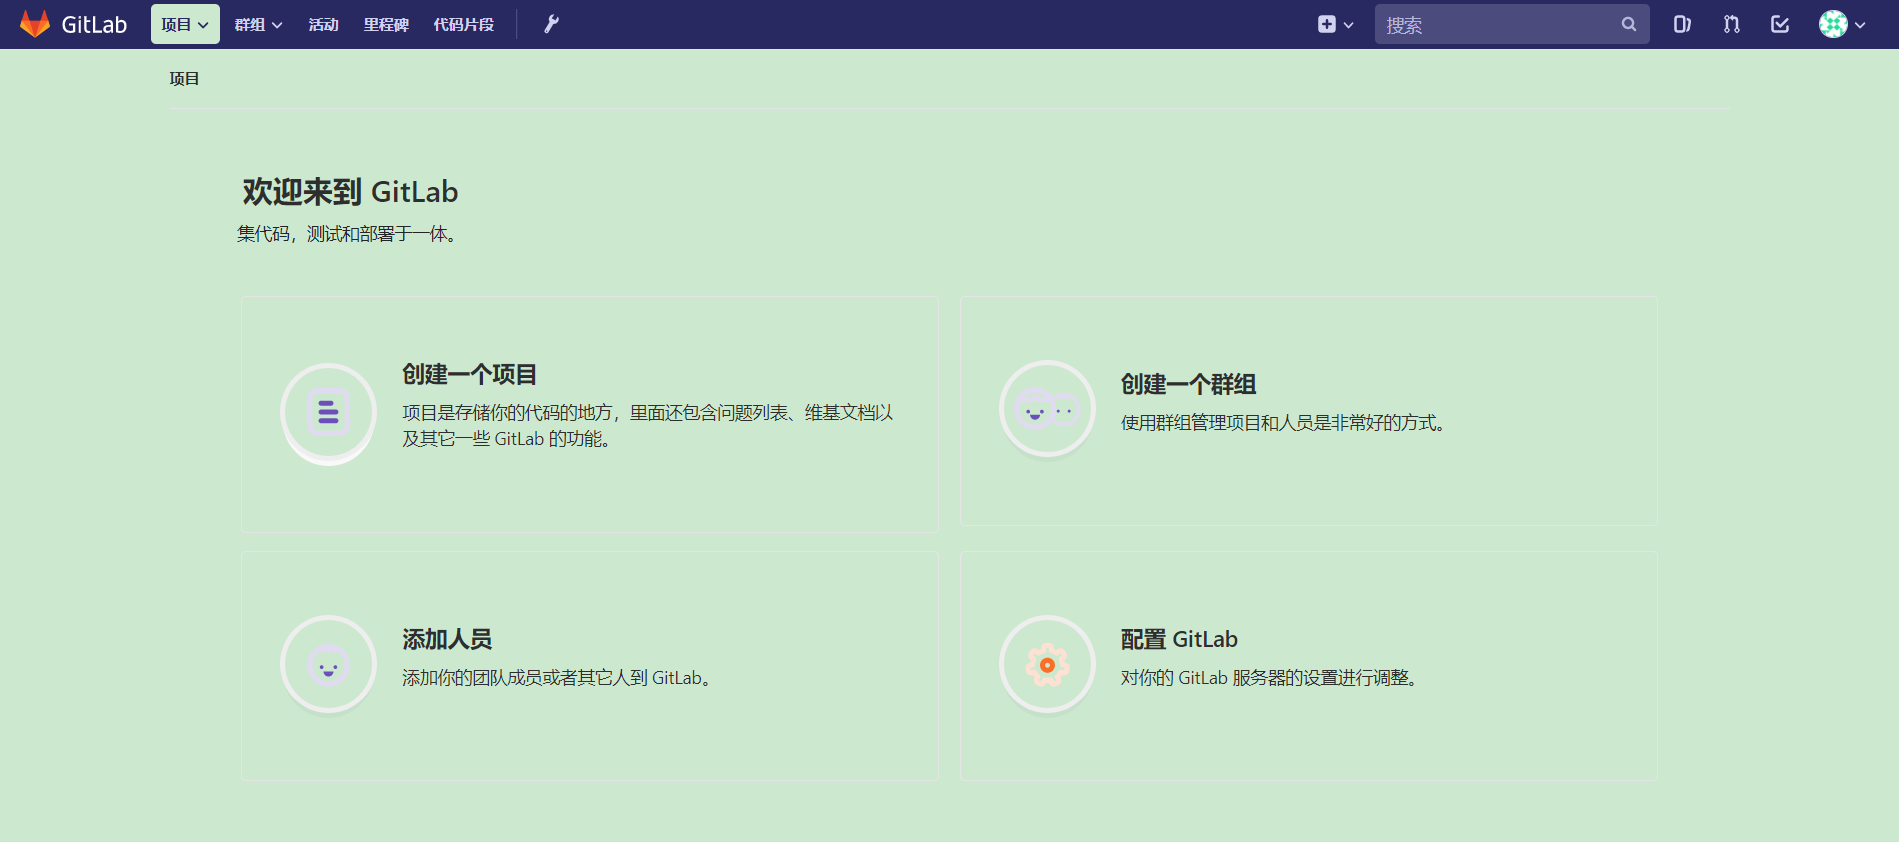 GitLab 项目 群组 活动 里程碑 代码片段 搜索
项目
欢迎来到 GitLab
集代码，测试和部署于一体。
创建一个项目
项目是存储你的代码的地方，里面还包含问题列表、维基文档以
及其它一些 GitLab 的功能。
创建一个群组
使用群组管理项目和人员是非常好的方式。
添加人员
添加你的团队成员或者其它人到 GitLab。
配置 GitLab
对你的 GitLab 服务器的设置进行调整。